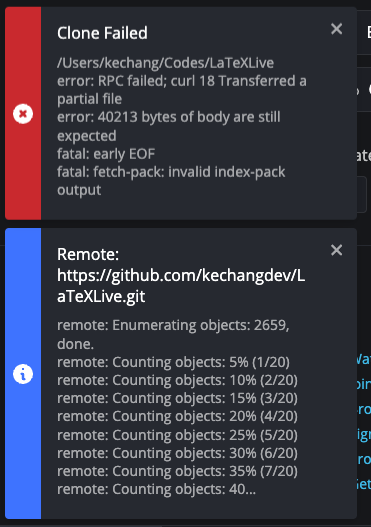 Clone Failed
/Users/kechang/Codes/LaTeXLive
error: RPC failed; curl 18 Transferred a
partial file
error: 40213 bytes of body are still
expected
fatal: early EOF
fatal: fetch-pack: invalid index-pack
output
Remote:
https://github.com/kechangdev/L
aTeXLive.git
remote: Enumerating objects: 2659,
done.
remote: Counting objects: 5% (1/20)
remote: Counting objects: 10% (2/20)
remote: Counting objects: 15% (3/20)
remote: Counting objects: 20% (4/20)
remote: Counting objects: 25% (5/20)
remote: Counting objects: 30% (6/20)
remote: Counting objects: 35% (7/20)
remote: Counting objects: 40...